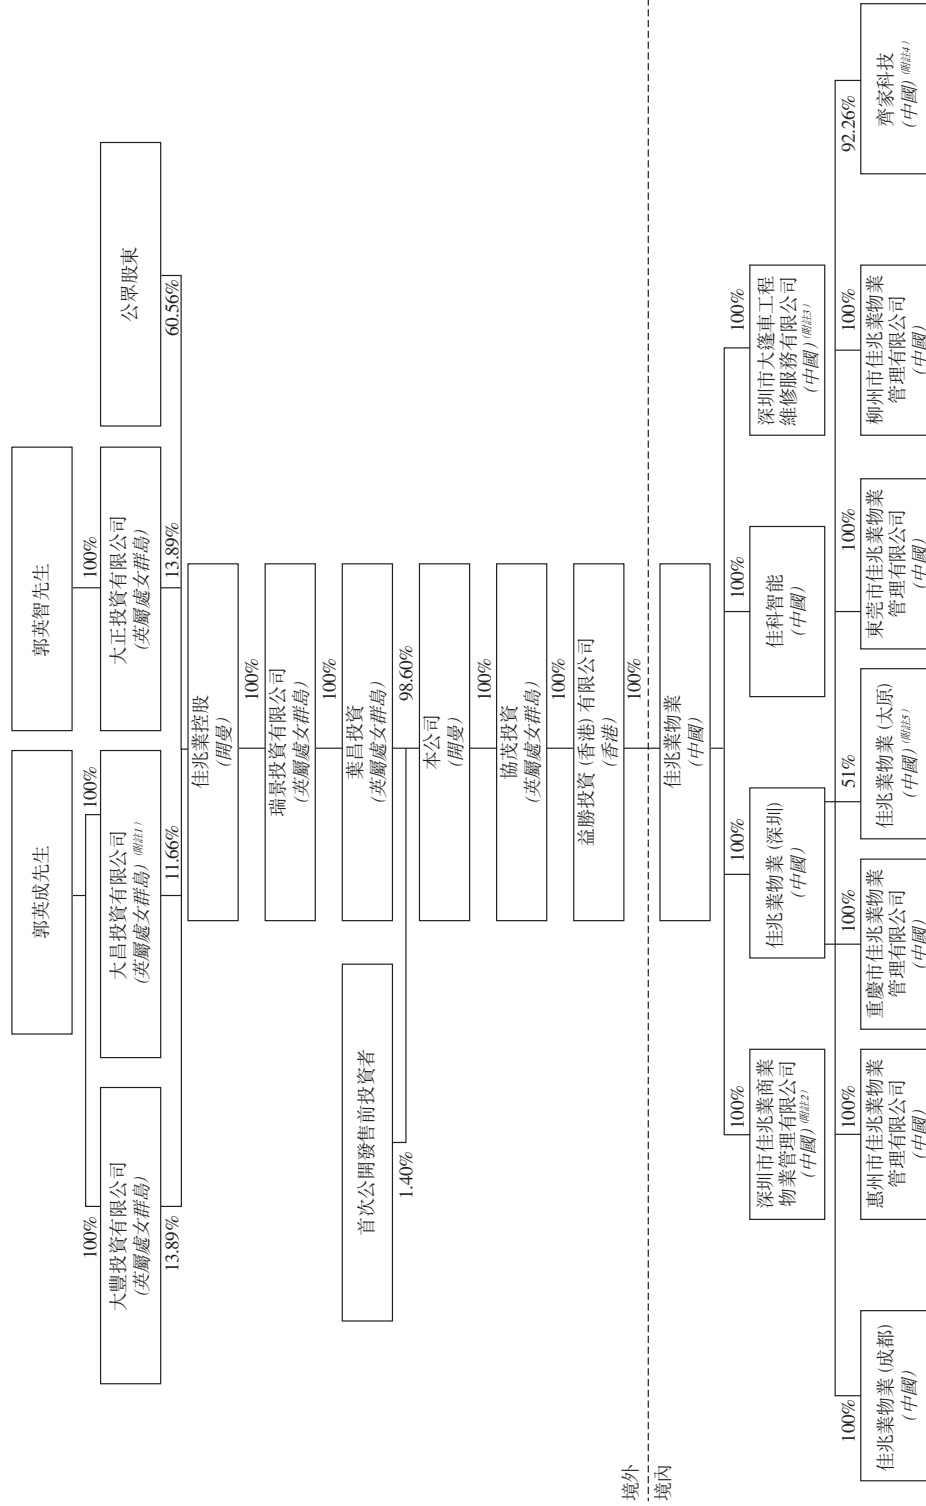 郭英成先生
郭英智先生
100%
100%
100%
大豐投資有限公司
(英屬處女群島)
大昌投資有限公司
(英屬處女群島)(附註1)
大正投資有限公司
(英屬處女群島)
公眾股東
13.89%
11.66%
13.89%
60.56%
佳兆業控股
(開曼)
100%
瑞景投資有限公司
(英屬處女群島)
100%
首次公開發售前投資者
葉昌投資
(英屬處女群島)
1.40%
98.60%
本公司
(開曼)
100%
協茂投資
(英屬處女群島)
100%
益勝投資 (香港) 有限公司
(香港)
100%
境外
境內
佳兆業物業
(中國)
100%
100%
100%
100%
深圳市佳兆業商業
物業管理有限公司
(中國)(附註2)
佳兆業物業 (深圳)
(中國)
佳科智能
(中國)
深圳市大篷車工程
維修服務有限公司
(中國)(附註3)
100%
100%
100%
51%
100%
100%
92.26%
佳兆業物業 (成都)
(中國)
惠州市佳兆業物業
管理有限公司
(中國)
重慶市佳兆業物業
管理有限公司
(中國)
佳兆業物業 (太原)
(中國)(附註5)
東莞市佳兆業物業
管理有限公司
(中國)
柳州市佳兆業物業
管理有限公司
(中國)
齊家科技
(中國)(附註4)